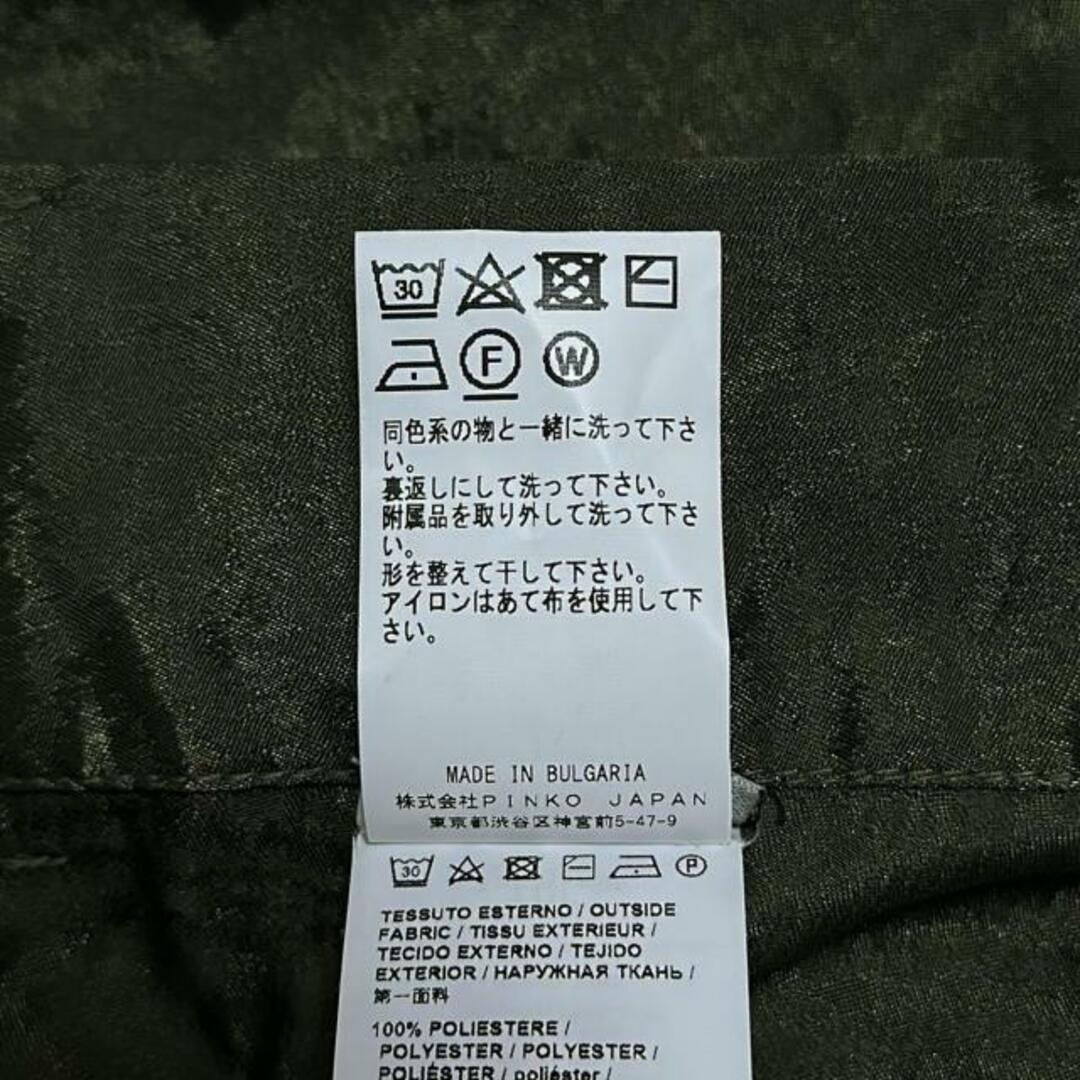 30
F W
同色系の物と一緒に洗って下さ
い。
裏返しにして洗って下さい。
附属品を取り外して洗って下さ
い。
形を整えて干して下さい。
アイロンはあて布を使用して下
さい。
MADE IN BULGARIA
株式会社PINKO JAPAN
東京都渋谷区神宮前5-47-9
30 P
TESSUTO ESTERNO / OUTSIDE
FABRIC / TISSU EXTERIEUR /
TECIDO EXTERNO / TEJIDO
EXTERIOR / НАРУЖНАЯ ТКАНЬ /
第一面料
100% POLIESTERE /
POLYESTER / POLYESTER /
POLIÉSTER / poliéster /